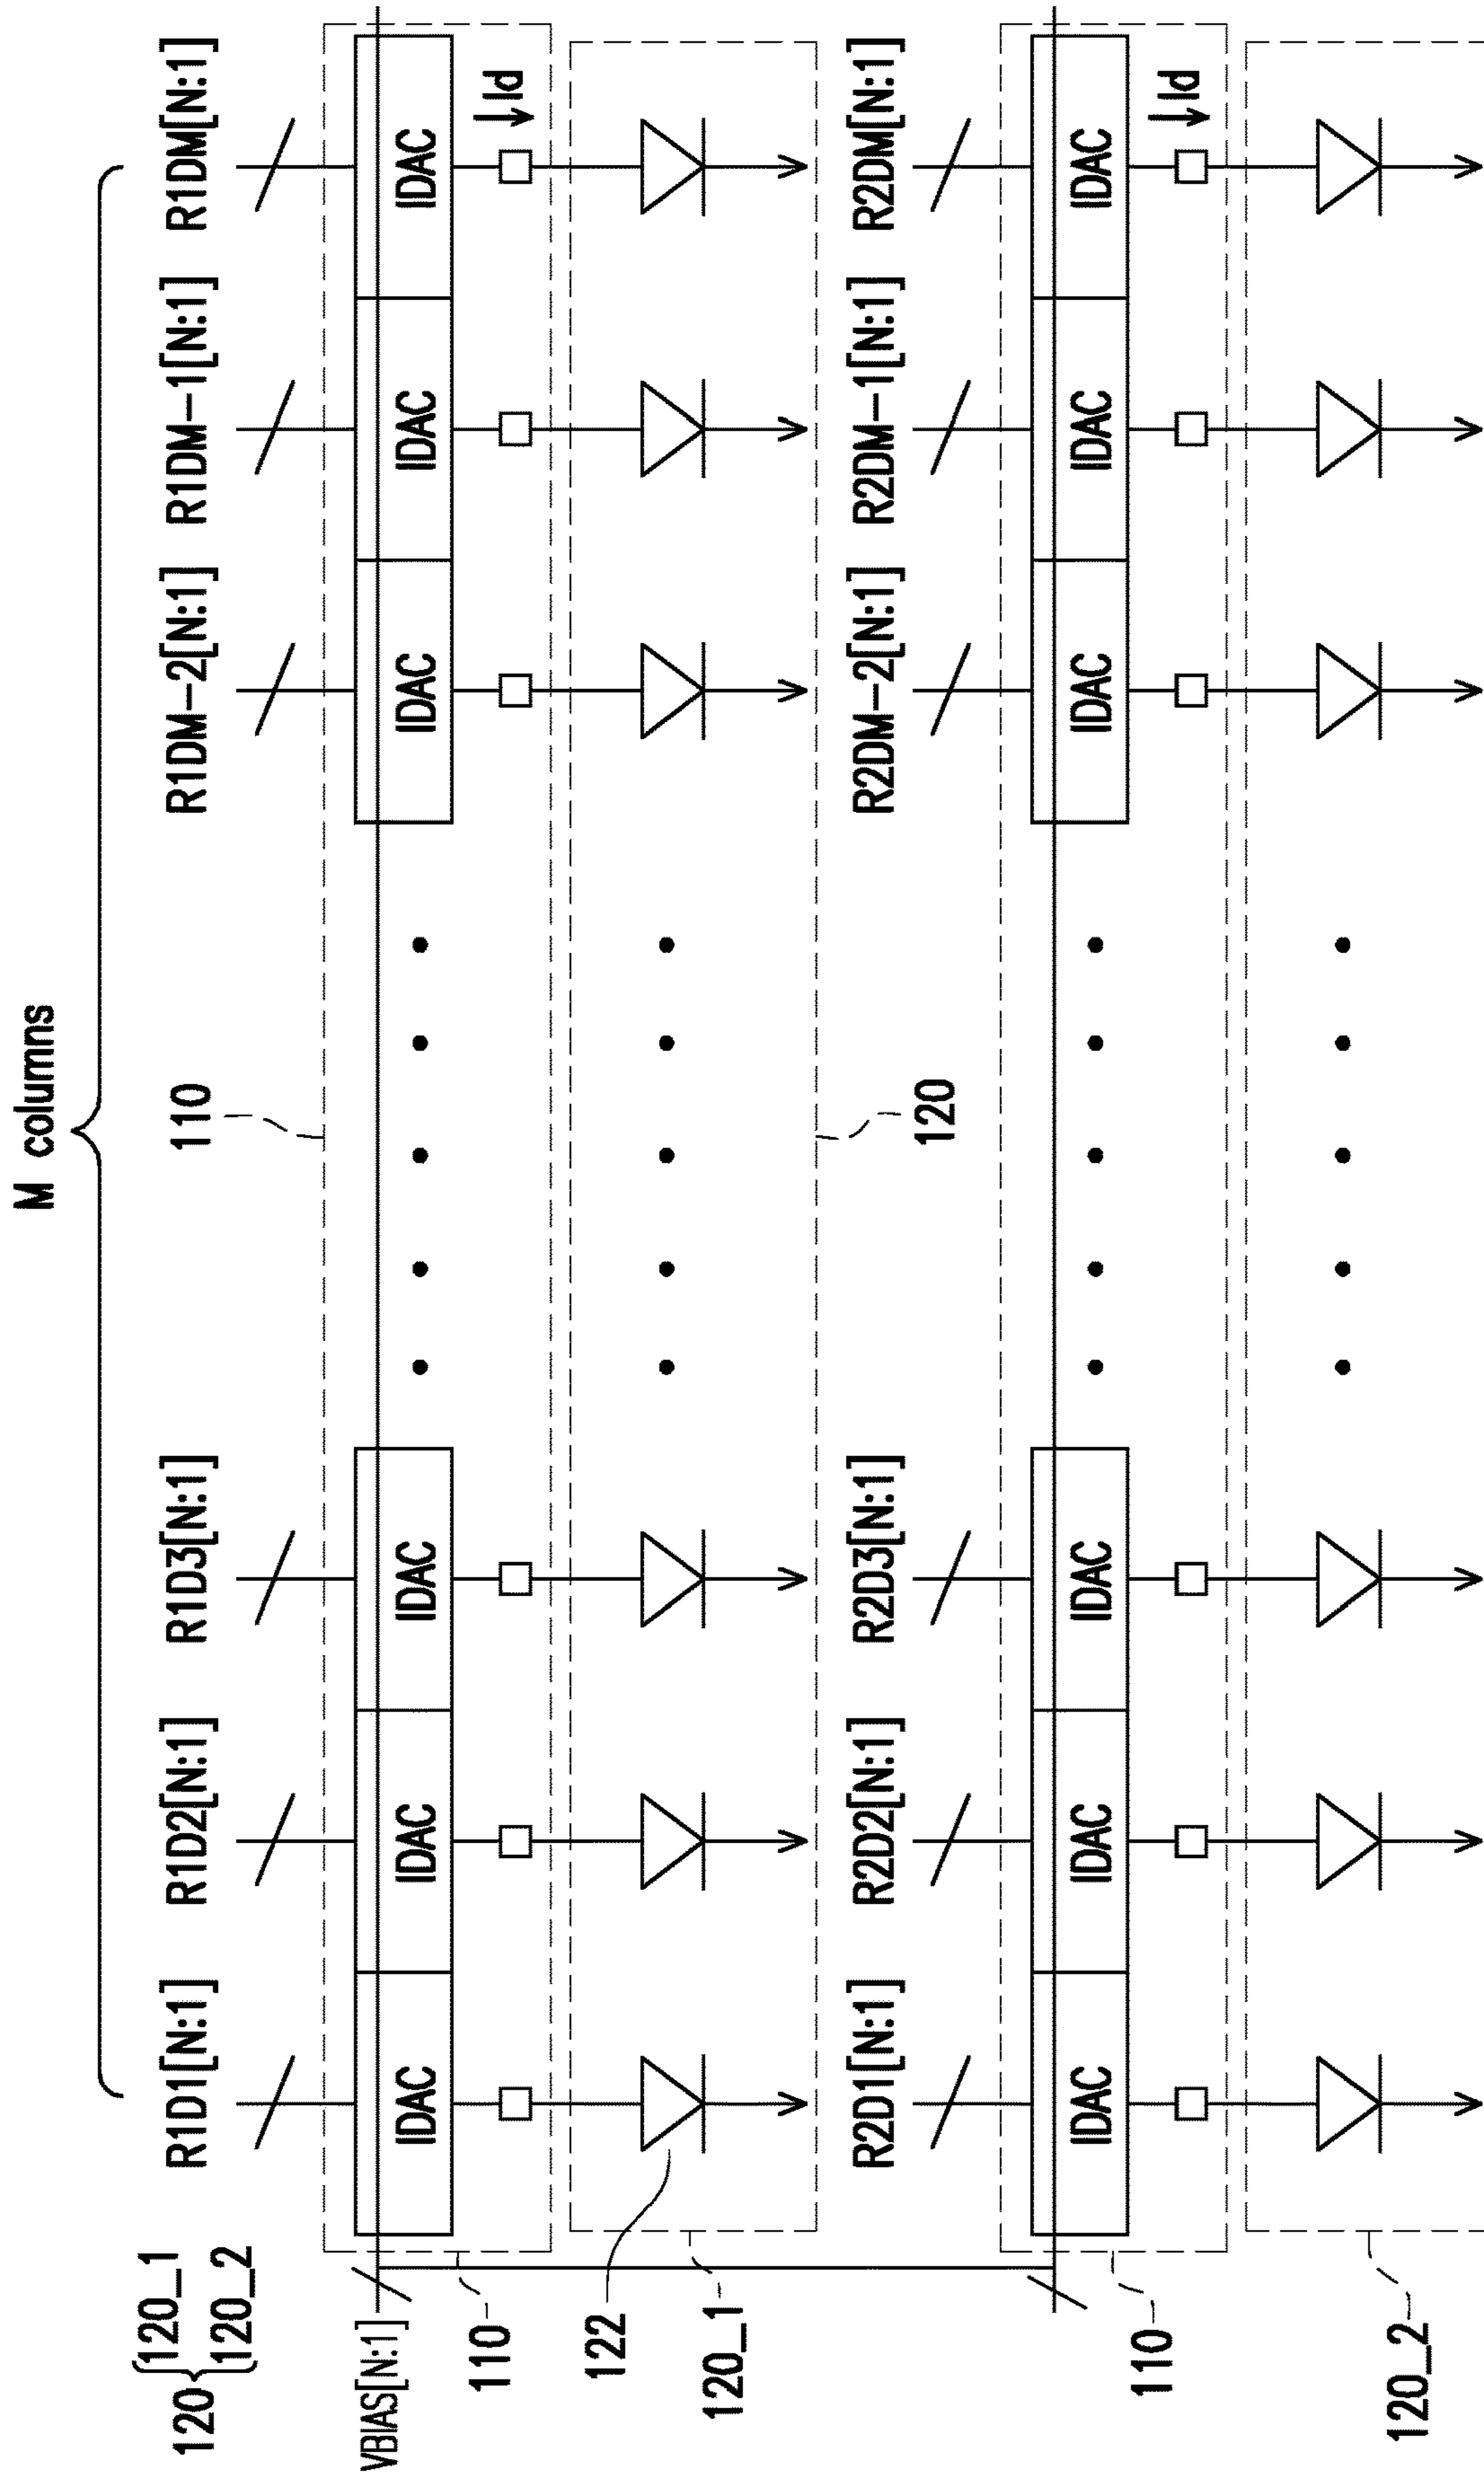 M columns
120 { 120_1
120_2
R1D1[N:1] R1D2[N:1] R1D3[N:1] 110 R1DM-2[N:1] R1DM-1[N:1] R1DM[N:1]
VBIAS[N:1]
IDAC IDAC IDAC IDAC IDAC IDAC
110
Id
122
120_1
R2D1[N:1] R2D2[N:1] R2D3[N:1] 120 R2DM-2[N:1] R2DM-1[N:1] R2DM[N:1]
IDAC IDAC IDAC IDAC IDAC IDAC
110
Id
120_2